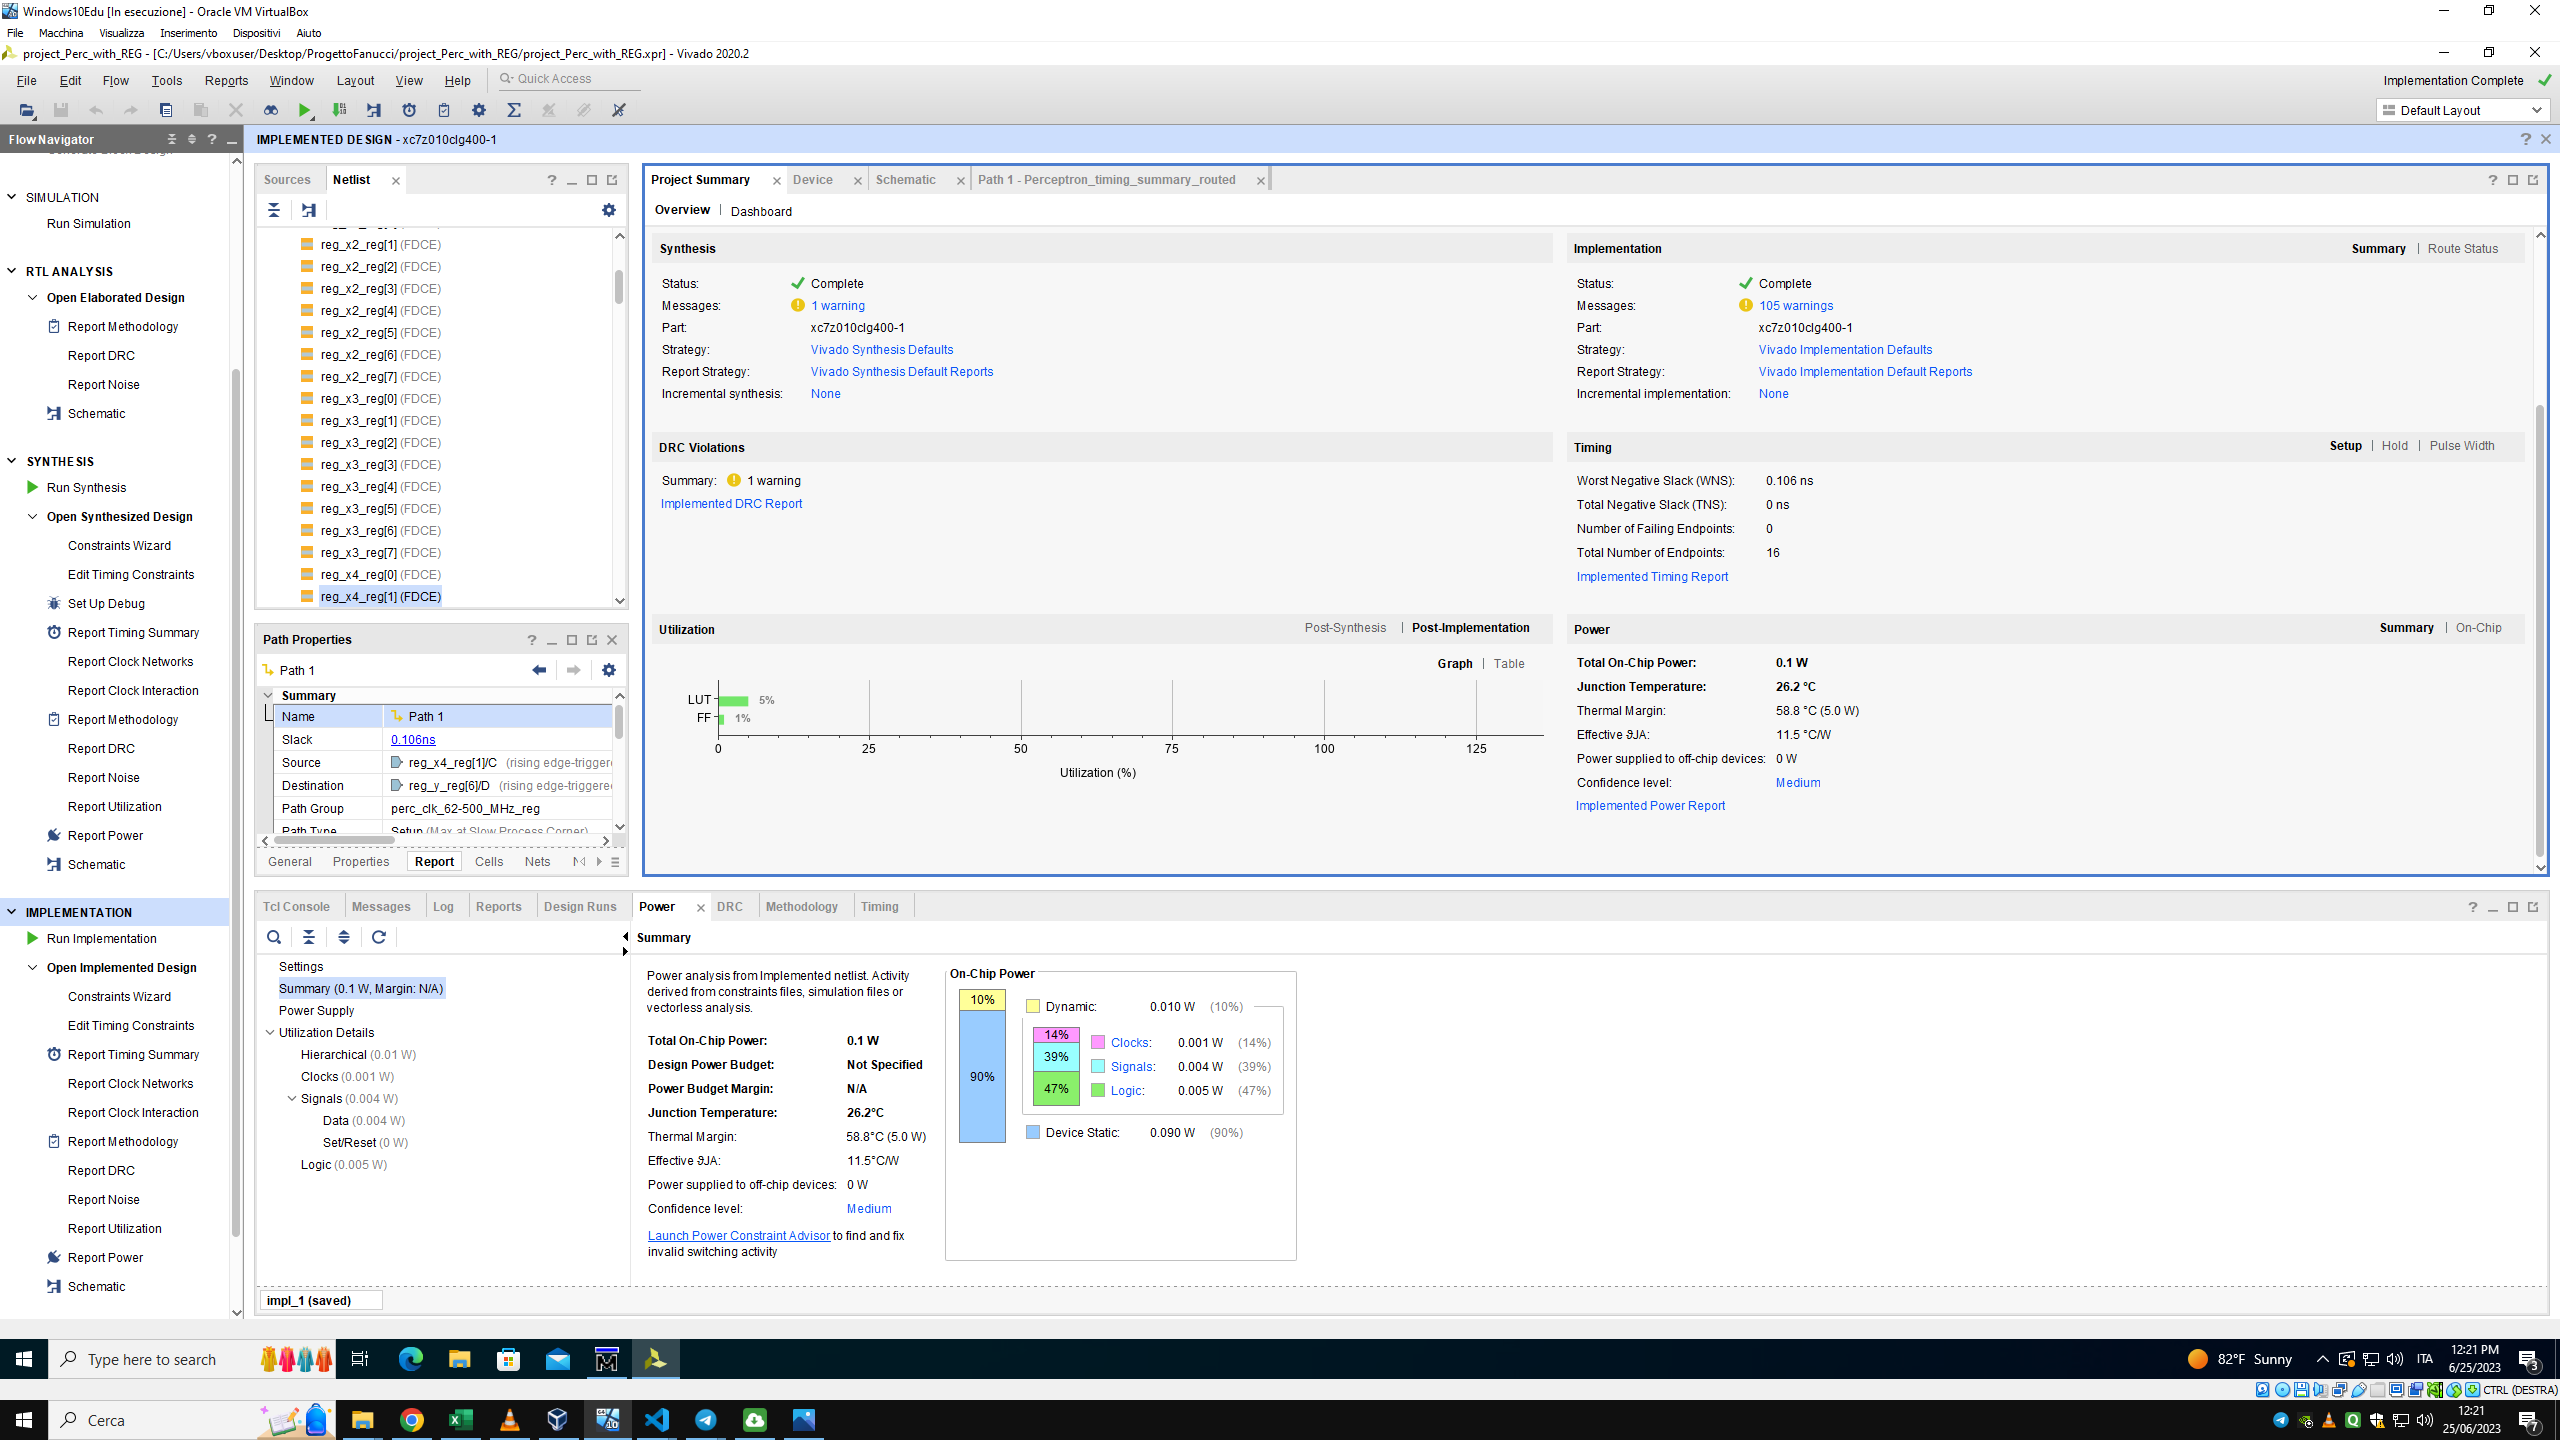 Windows10Edu [In esecuzione] - Oracle VM VirtualBox
File Macchina Visualizza Inserimento Dispositivi Aiuto
project_Perc_with_REG - [C:/Users/vboxuser/Desktop/ProgettoFanucci/project_Perc_with_REG/project_Perc_with_REG.xpr] - Vivado 2020.2
File Edit Flow Tools Reports Window Layout View Help Quick Access
Implementation Complete
Default Layout
Flow Navigator
IMPLEMENTED DESIGN - xc7z010clg400-1
SIMULATION
Run Simulation
RTL ANALYSIS
Open Elaborated Design
Report Methodology
Report DRC
Report Noise
Schematic
SYNTHESIS
Run Synthesis
Open Synthesized Design
Constraints Wizard
Edit Timing Constraints
Set Up Debug
Report Timing Summary
Report Clock Networks
Report Clock Interaction
Report Methodology
Report DRC
Report Noise
Report Utilization
Report Power
Schematic
IMPLEMENTATION
Run Implementation
Open Implemented Design
Constraints Wizard
Edit Timing Constraints
Report Timing Summary
Report Clock Networks
Report Clock Interaction
Report Methodology
Report DRC
Report Noise
Report Utilization
Report Power
Schematic
Sources Netlist
reg_x2_reg[1] (FDCE)
reg_x2_reg[2] (FDCE)
reg_x2_reg[3] (FDCE)
reg_x2_reg[4] (FDCE)
reg_x2_reg[5] (FDCE)
reg_x2_reg[6] (FDCE)
reg_x2_reg[7] (FDCE)
reg_x3_reg[0] (FDCE)
reg_x3_reg[1] (FDCE)
reg_x3_reg[2] (FDCE)
reg_x3_reg[3] (FDCE)
reg_x3_reg[4] (FDCE)
reg_x3_reg[5] (FDCE)
reg_x3_reg[6] (FDCE)
reg_x3_reg[7] (FDCE)
reg_x4_reg[0] (FDCE)
reg_x4_reg[1] (FDCE)
Path Properties
Path 1
Summary
Name Path 1
Slack 0.106ns
Source reg_x4_reg[1]/C (rising edge-triggere
Destination reg_y_reg[6]/D (rising edge-triggere
Path Group perc_clk_62-500_MHz_reg
Path Type Setup (Max at Slow Process Corner)
General Properties Report Cells Nets
Project Summary Device Schematic Path 1 - Perceptron_timing_summary_routed
Overview Dashboard
Synthesis
Status: Complete
Messages: 1 warning
Part: xc7z010clg400-1
Strategy: Vivado Synthesis Defaults
Report Strategy: Vivado Synthesis Default Reports
Incremental synthesis: None
Implementation Summary Route Status
Status: Complete
Messages: 105 warnings
Part: xc7z010clg400-1
Strategy: Vivado Implementation Defaults
Report Strategy: Vivado Implementation Default Reports
Incremental implementation: None
DRC Violations
Summary: 1 warning
Implemented DRC Report
Timing Setup Hold Pulse Width
Worst Negative Slack (WNS): 0.106 ns
Total Negative Slack (TNS): 0 ns
Number of Failing Endpoints: 0
Total Number of Endpoints: 16
Implemented Timing Report
Utilization Post-Synthesis Post-Implementation
Graph Table
LUT 5%
FF 1%
0 25 50 75 100 125
Utilization (%)
Power Summary On-Chip
Total On-Chip Power: 0.1 W
Junction Temperature: 26.2 °C
Thermal Margin: 58.8 °C (5.0 W)
Effective ϑJA: 11.5 °C/W
Power supplied to off-chip devices: 0 W
Confidence level: Medium
Implemented Power Report
Tcl Console Messages Log Reports Design Runs Power DRC Methodology Timing
Summary
Settings
Summary (0.1 W, Margin: N/A)
Power Supply
Utilization Details
Hierarchical (0.01 W)
Clocks (0.001 W)
Signals (0.004 W)
Data (0.004 W)
Set/Reset (0 W)
Logic (0.005 W)
Power analysis from Implemented netlist. Activity
derived from constraints files, simulation files or
vectorless analysis.
Total On-Chip Power: 0.1 W
Design Power Budget: Not Specified
Power Budget Margin: N/A
Junction Temperature: 26.2°C
Thermal Margin: 58.8°C (5.0 W)
Effective ϑJA: 11.5°C/W
Power supplied to off-chip devices: 0 W
Confidence level: Medium
Launch Power Constraint Advisor to find and fix
invalid switching activity
On-Chip Power
10%
90%
Dynamic: 0.010 W (10%)
14%
39%
47%
Clocks: 0.001 W (14%)
Signals: 0.004 W (39%)
Logic: 0.005 W (47%)
Device Static: 0.090 W (90%)
impl_1 (saved)
Type here to search
82°F Sunny ITA
12:21 PM
6/25/2023
3
CTRL (DESTRA)
Cerca
12:21
25/06/2023
7